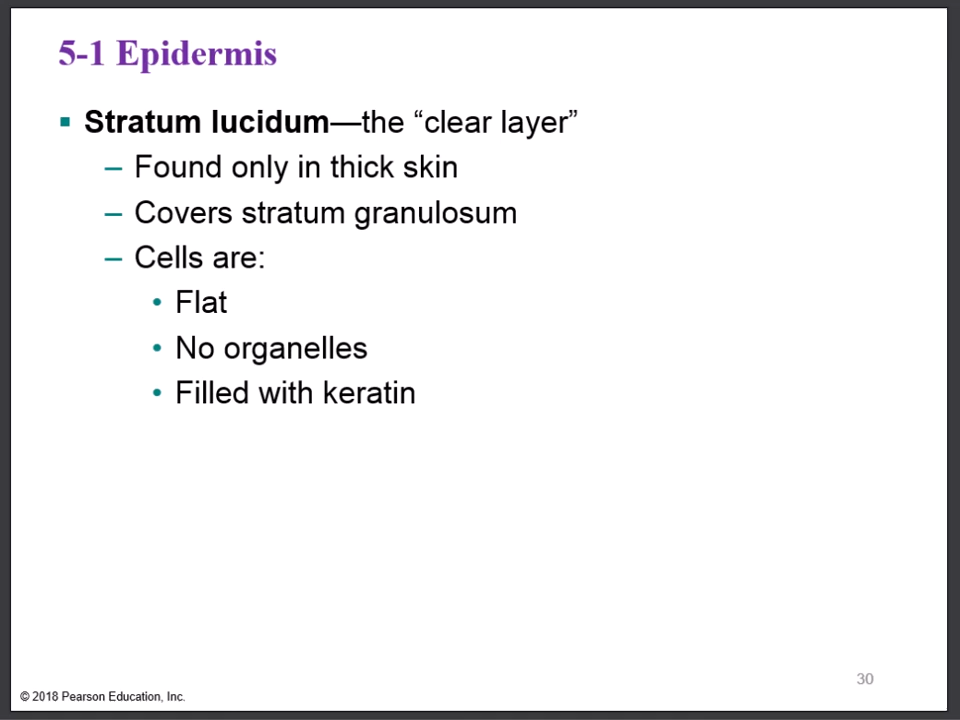 5-1 Epidermis
▪ Stratum lucidum—the “clear layer”
– Found only in thick skin
– Covers stratum granulosum
– Cells are:
• Flat
• No organelles
• Filled with keratin
30
© 2018 Pearson Education, Inc.